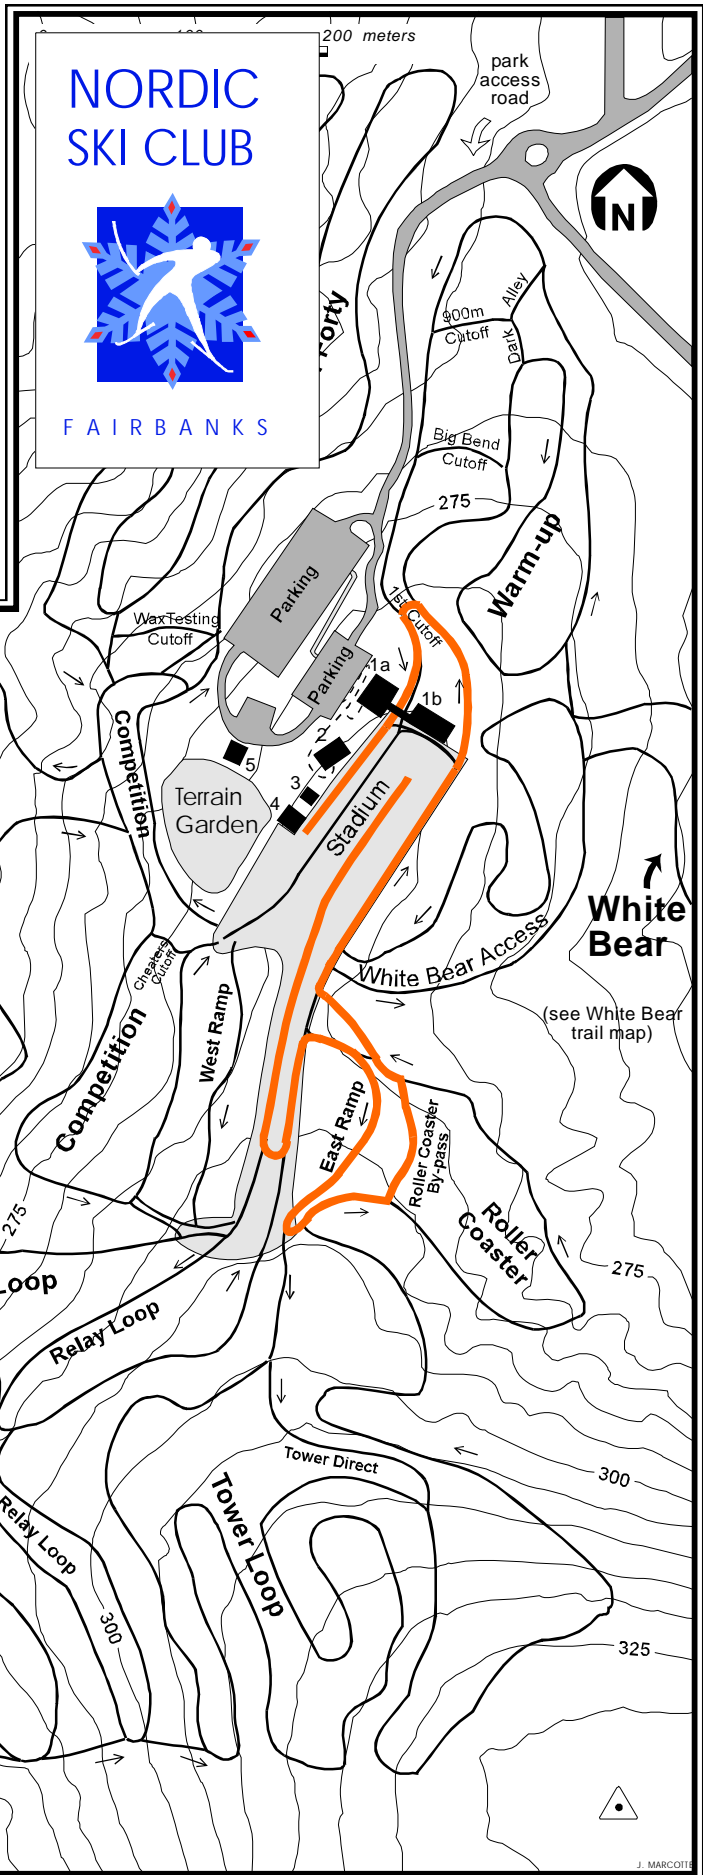 200 meters
NORDIC
SKI CLUB
FAIRBANKS
park
access
road
N
Forty
900m
Cutoff
Dark Alley
Big Bend
Cutoff
275
Warm-up
Parking
Parking
1st Cutoff
WaxTesting
Cutoff
1a
1b
2
3
4
5
Competition
Terrain
Garden
Stadium
White
Bear
White Bear Access
(see White Bear
trail map)
Cheaters
Cutoff
Competition
West Ramp
East Ramp
Roller Coaster
By-pass
Roller
Coaster
275
275
Loop
Relay Loop
Tower Direct
300
Tower Loop
Relay Loop
300
325
J. MARCOTTE